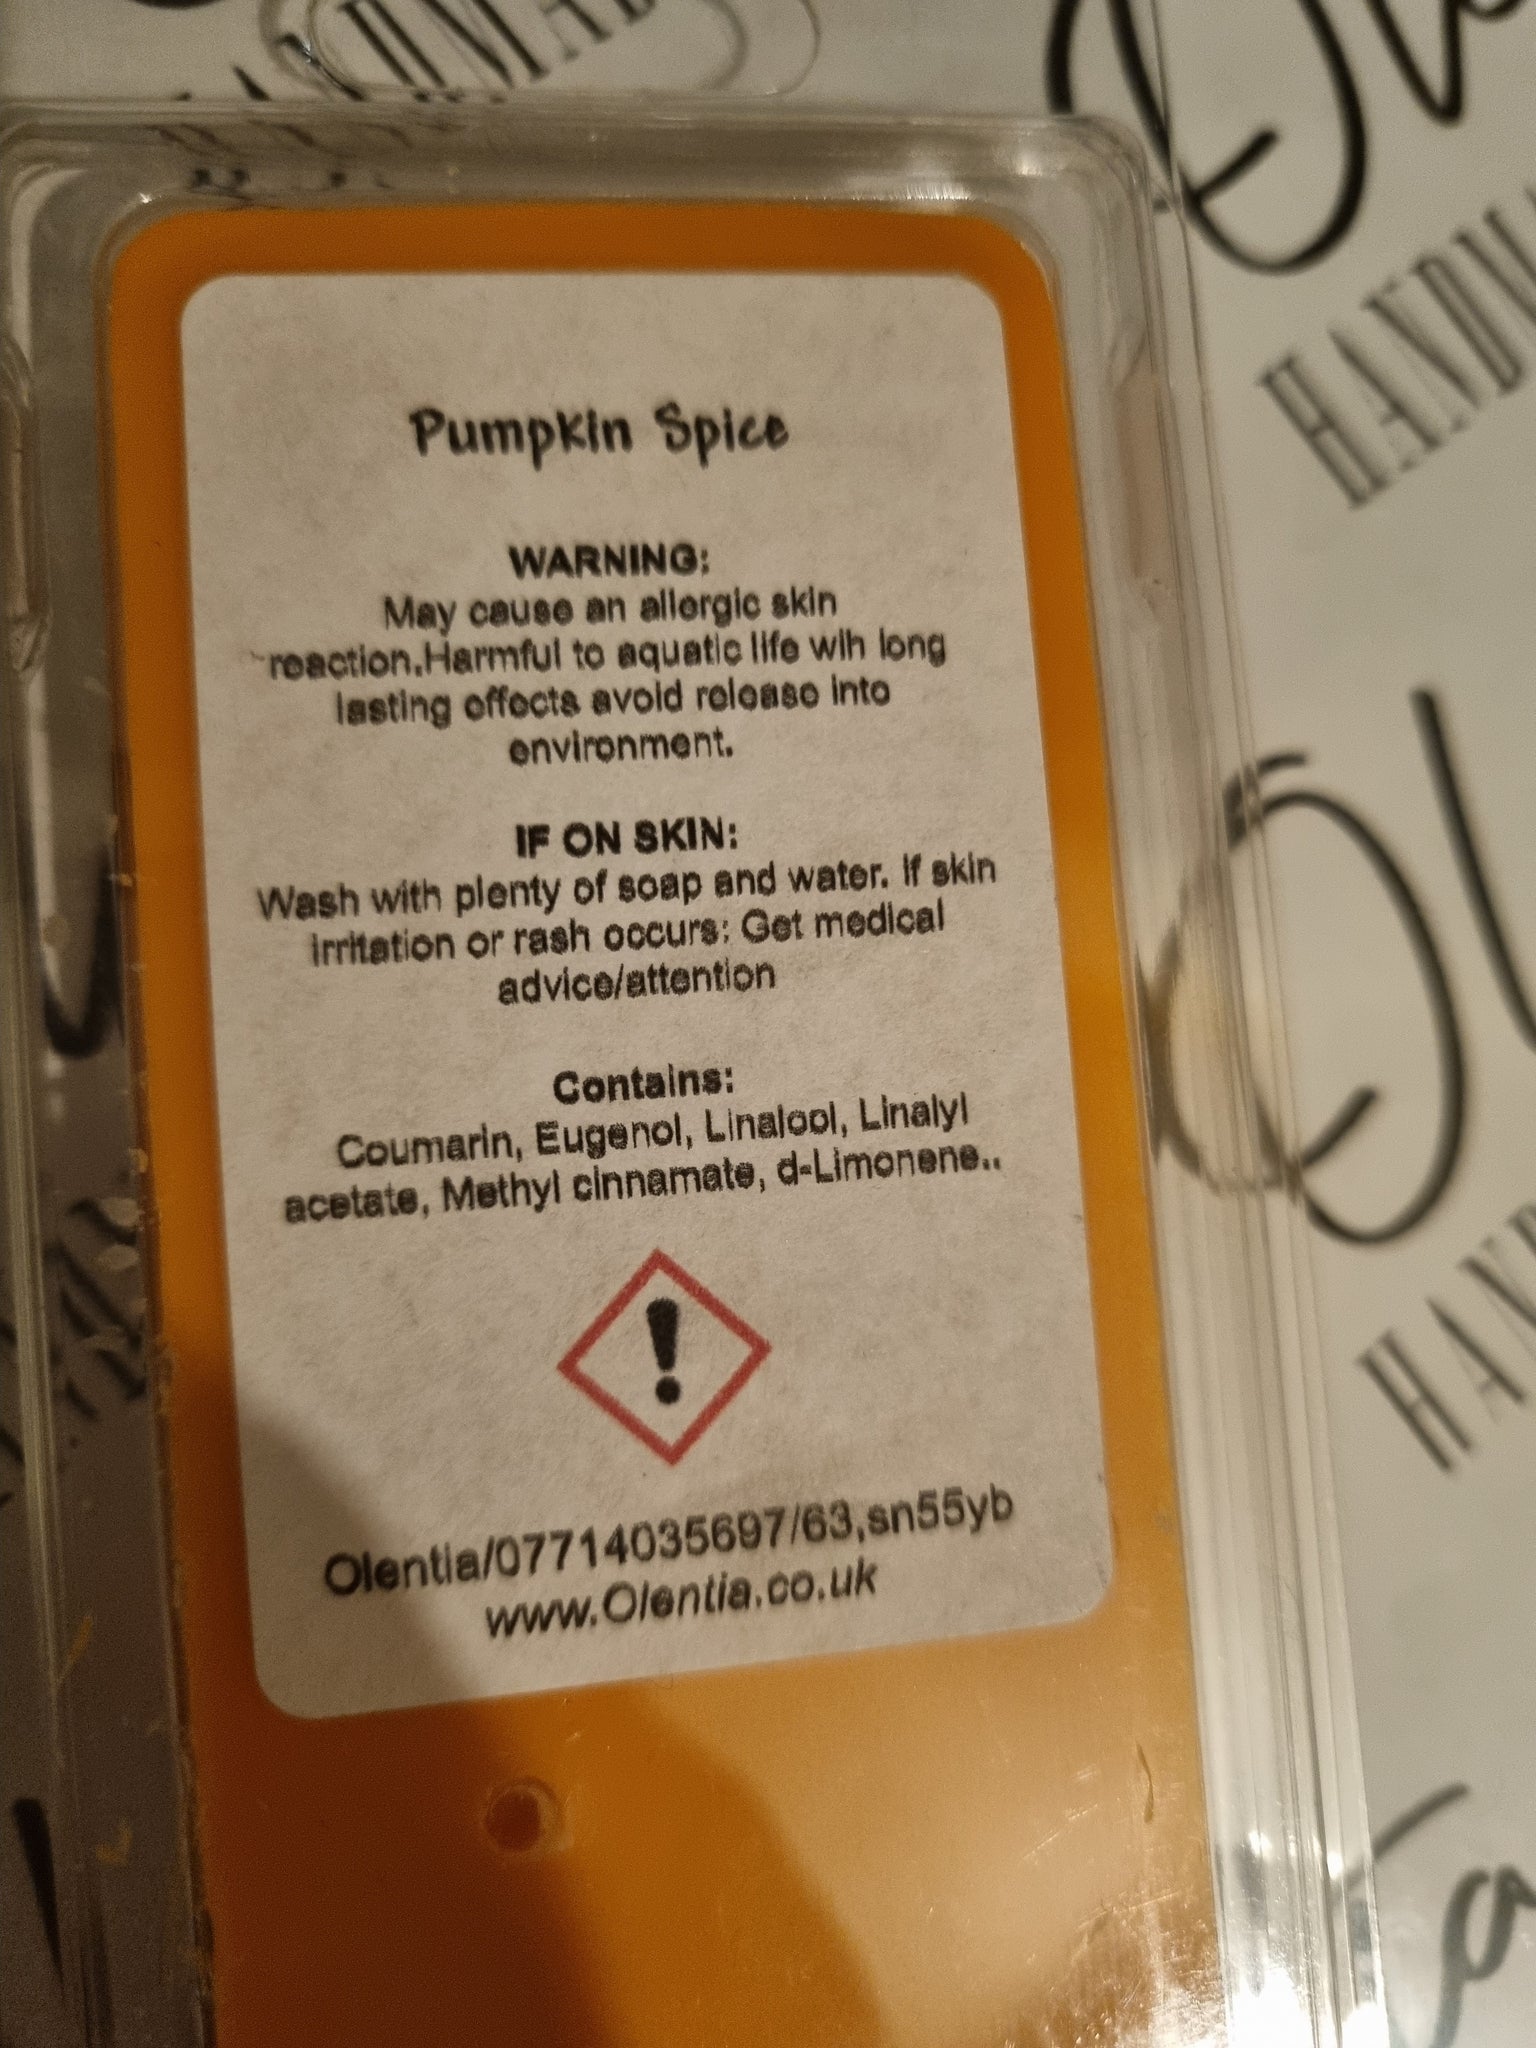 HANDMA
Pumpkin Spice
WARNING:
May cause an allergic skin
reaction.Harmful to aquatic life wih long
lasting effects avoid release into
environment.
IF ON SKIN:
Wash with plenty of soap and water. If skin
irritation or rash occurs: Get medical
advice/attention
Contains:
Coumarin, Eugenol, Linalool, Linalyl
acetate, Methyl cinnamate, d-Limonene..
Olentia/07714035697/63,sn55yb
www.Olentia.co.uk
HANDM
HAN